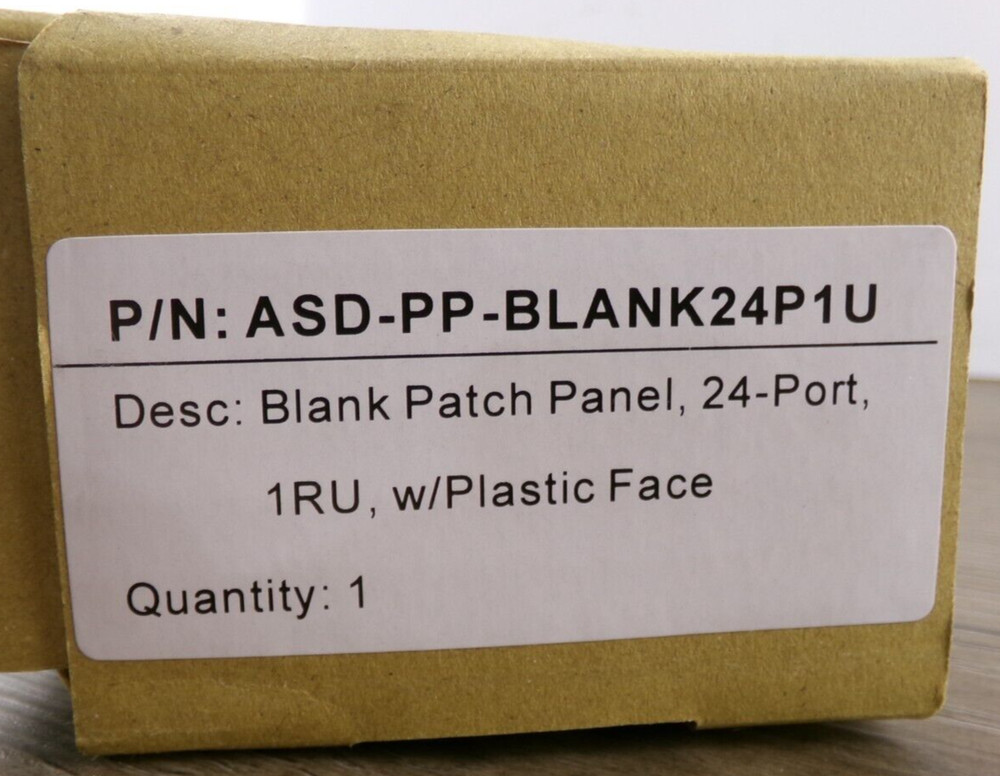 P/N: ASD-PP-BLANK24P1U
Desc: Blank Patch Panel, 24-Port,
1RU, w/Plastic Face
Quantity: 1